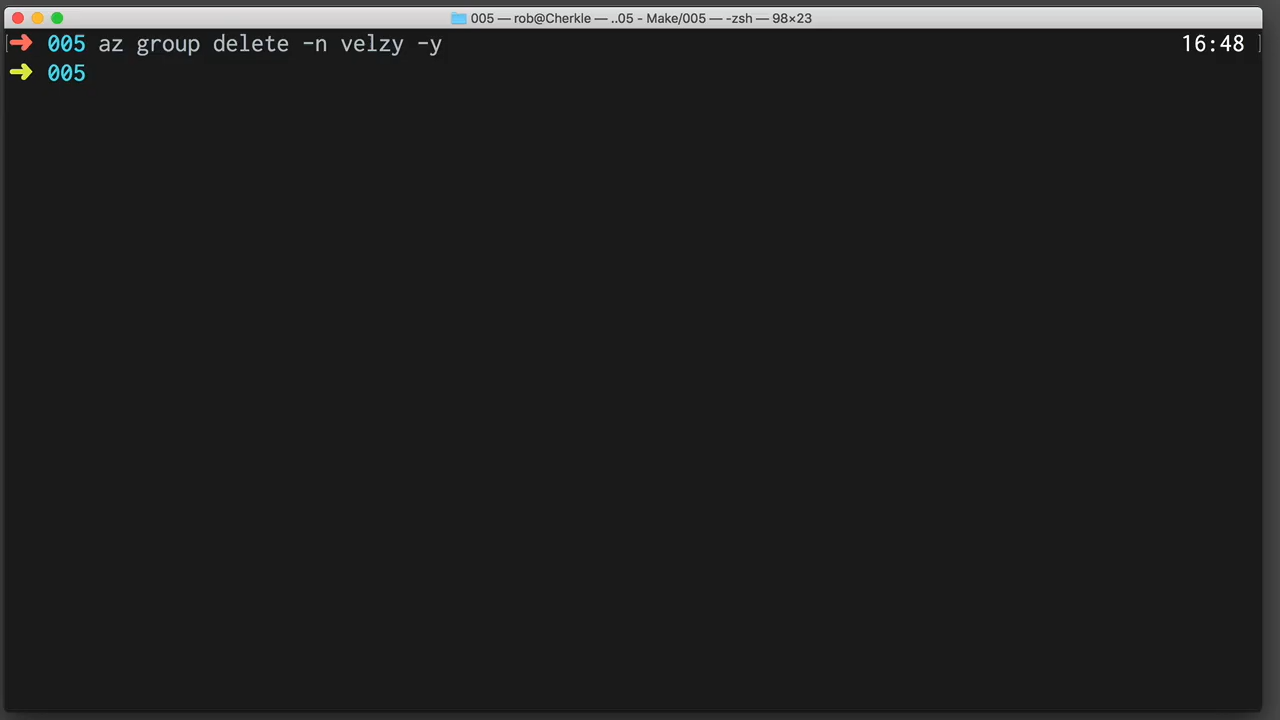 005 — rob@Cherkle — ..05 - Make/005 — -zsh — 98×23
➜ 005 az group delete -n velzy -y 16:48
➜ 005